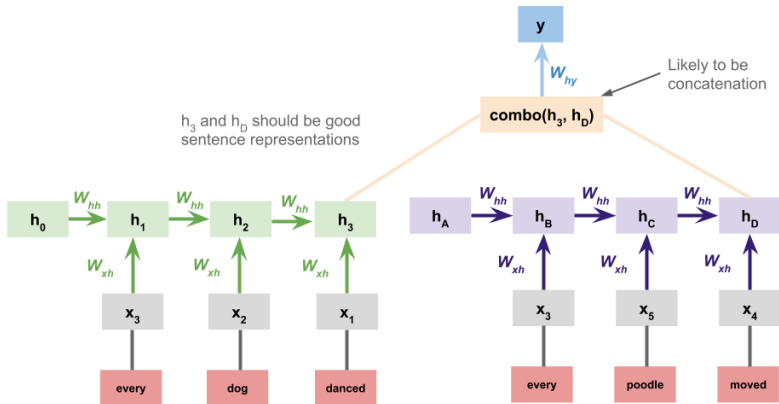 y
W_hy
Likely to be
concatenation
combo(h_3, h_D)
h_3 and h_D should be good
sentence representations
h_0 W_hh h_1 W_hh h_2 W_hh h_3
h_A W_hh h_B W_hh h_C W_hh h_D
W_xh W_xh W_xh
W_xh W_xh W_xh
x_3 x_2 x_1
x_3 x_5 x_4
every dog danced
every poodle moved